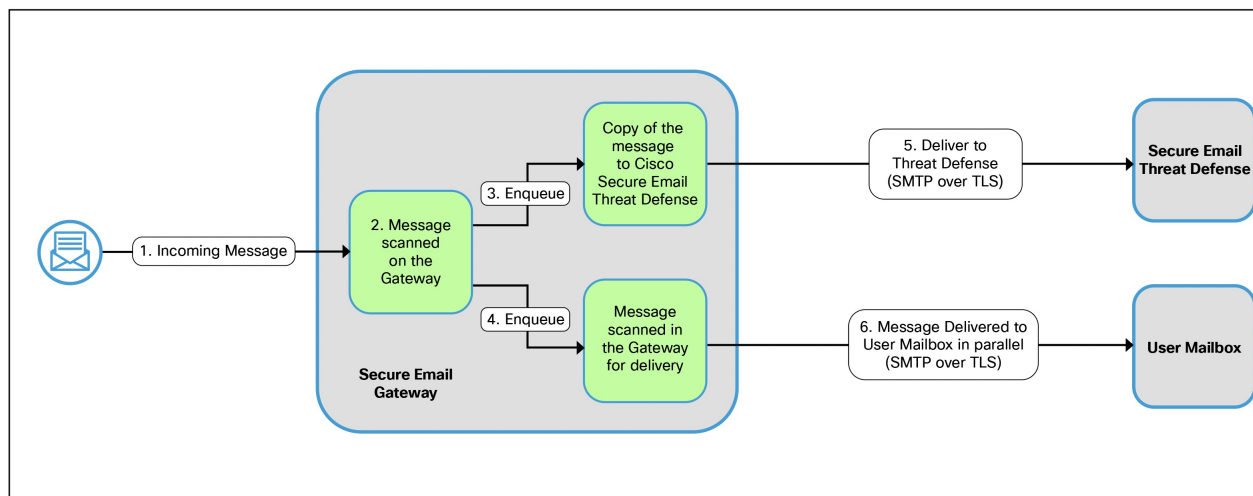 1. Incoming Message
2. Message
scanned
on the
Gateway
3. Enqueue
4. Enqueue
Copy of the
message
to Cisco
Secure Email
Threat Defense
Message
scanned in
the Gateway
for delivery
Secure Email
Gateway
5. Deliver to
Threat Defense
(SMTP over TLS)
6. Message Delivered to
User Mailbox in parallel
(SMTP over TLS)
Secure Email
Threat Defense
User Mailbox